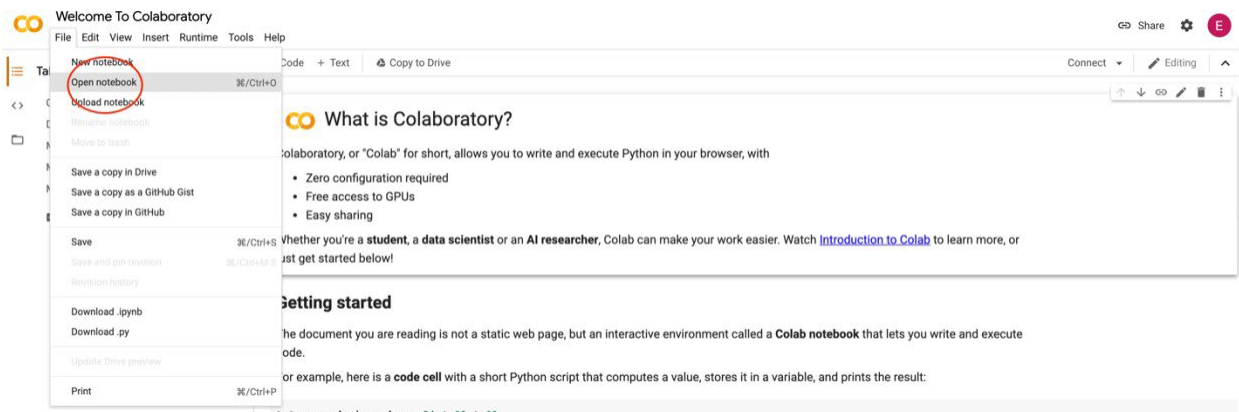 Welcome To Colaboratory
File Edit View Insert Runtime Tools Help
Share
E
New notebook
Open notebook ⌘/Ctrl+O
Upload notebook
Rename notebook
Move to trash
Save a copy in Drive
Save a copy as a GitHub Gist
Save a copy in GitHub
Save ⌘/Ctrl+S
Save and pin revision ⌘/Ctrl+M S
Revision history
Download .ipynb
Download .py
Update Drive preview
Print ⌘/Ctrl+P
Ta
Code + Text Copy to Drive
Connect Editing
What is Colaboratory?
olaboratory, or "Colab" for short, allows you to write and execute Python in your browser, with
• Zero configuration required
• Free access to GPUs
• Easy sharing
Whether you're a student, a data scientist or an AI researcher, Colab can make your work easier. Watch Introduction to Colab to learn more, or
ust get started below!
Getting started
The document you are reading is not a static web page, but an interactive environment called a Colab notebook that lets you write and execute
ode.
or example, here is a code cell with a short Python script that computes a value, stores it in a variable, and prints the result: